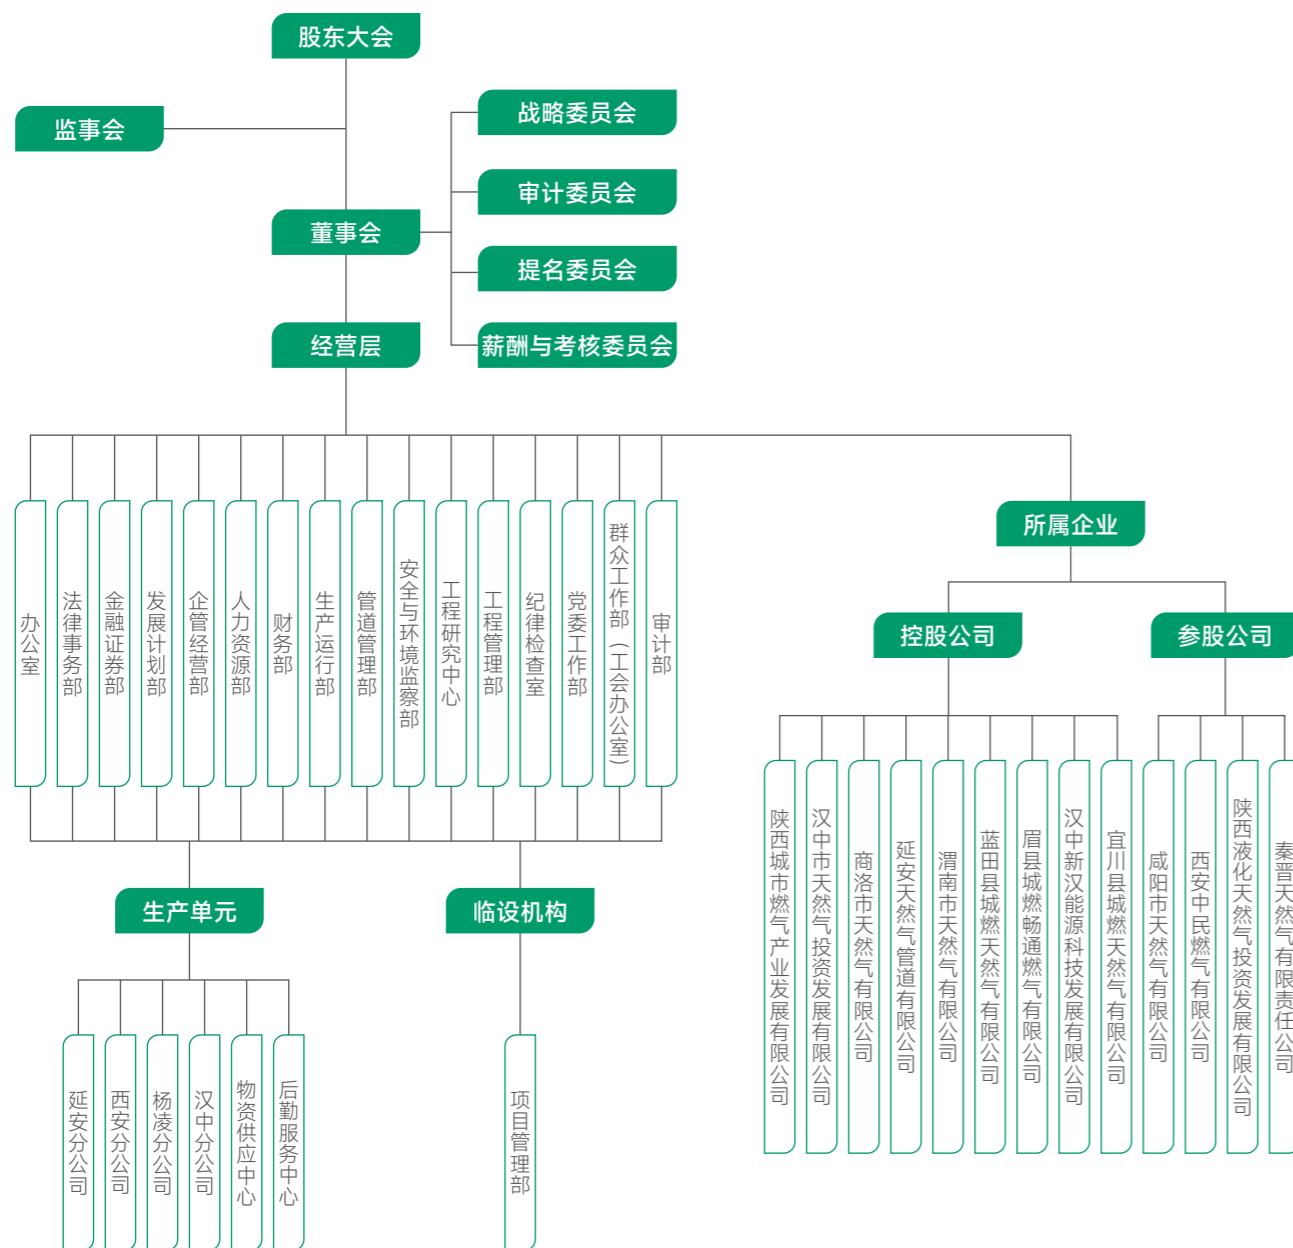 股东大会
监事会
战略委员会
审计委员会
董事会
提名委员会
经营层
薪酬与考核委员会
办公室
法律事务部
金融证券部
发展计划部
企管经营部
人力资源部
财务部
生产运行部
管道管理部
安全与环境监察部
工程研究中心
工程管理部
纪律检查室
党委工作部
群众工作部（工会办公室）
审计部
所属企业
控股公司
参股公司
陕西城市燃气产业发展有限公司
汉中市天然气投资发展有限公司
商洛市天然气有限公司
延安天然气管道有限公司
渭南市天然气有限公司
蓝田县城燃天然气有限公司
眉县城燃畅通燃气有限公司
汉中新汉能源科技发展有限公司
宜川县城燃天然气有限公司
咸阳市天然气有限公司
西安中民燃气有限公司
陕西液化天然气投资发展有限公司
秦晋天然气有限责任公司
生产单元
临设机构
延安分公司
西安分公司
杨凌分公司
汉中分公司
物资供应中心
后勤服务中心
项目管理部